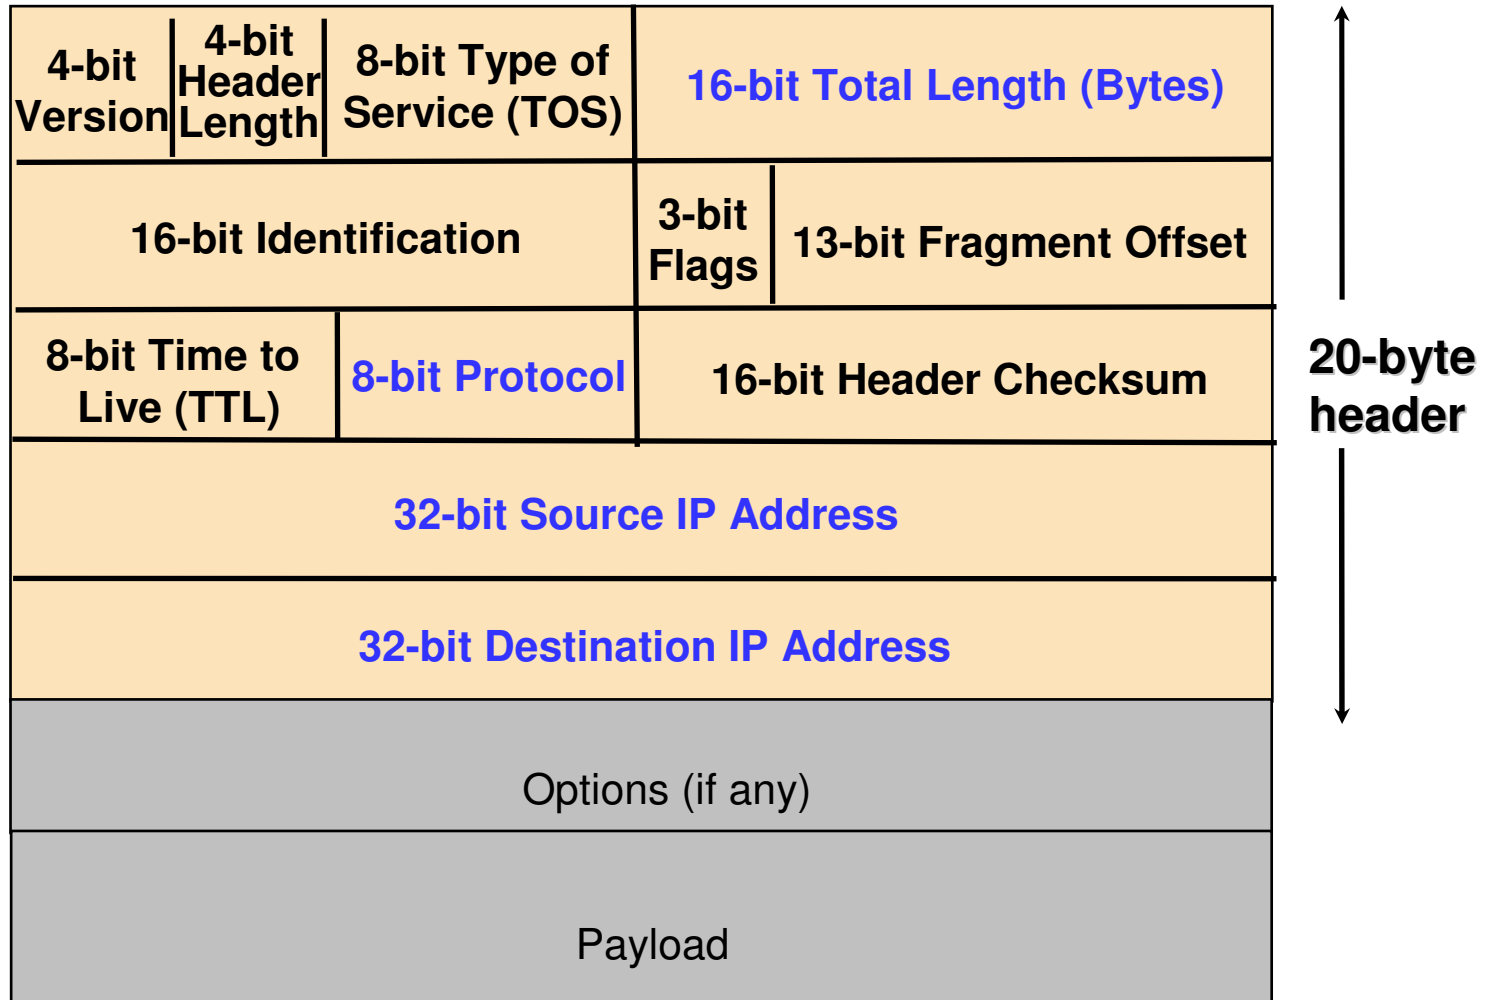 4-bit
Version
4-bit
Header
Length
8-bit Type of
Service (TOS)
16-bit Total Length (Bytes)
16-bit Identification
3-bit
Flags
13-bit Fragment Offset
8-bit Time to
Live (TTL)
8-bit Protocol
16-bit Header Checksum
20-byte
header
32-bit Source IP Address
32-bit Destination IP Address
Options (if any)
Payload